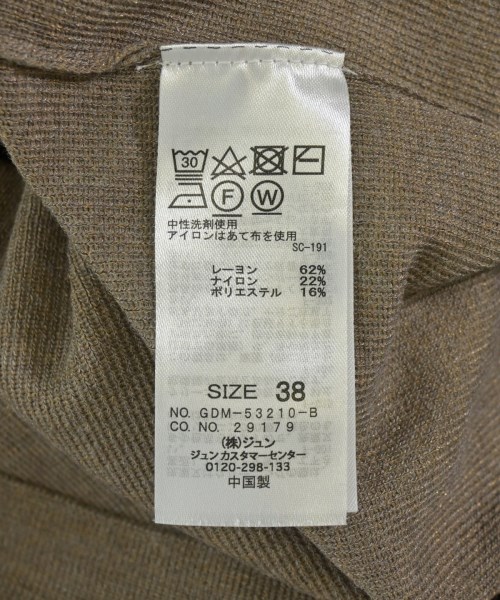 30
F W
中性洗剤使用
アイロンはあて布を使用
SC-191
レーヨン 62%
ナイロン 22%
ポリエステル 16%
SIZE 38
NO. GDM-53210-B
CO. NO. 29179
(株)ジュン
ジュンカスタマーセンター
0120-298-133
中国製